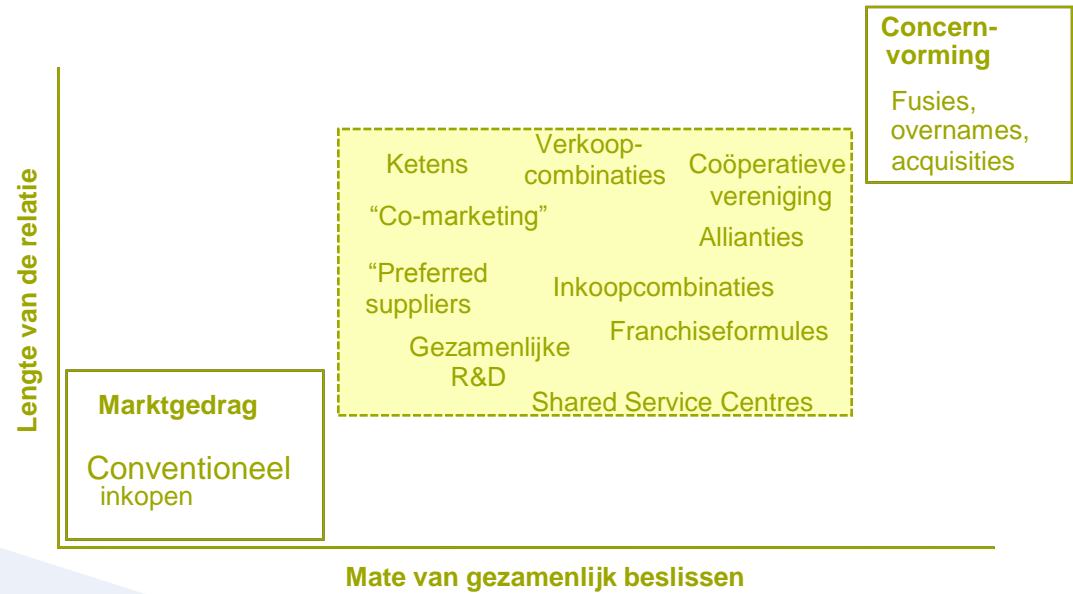 Concern-
vorming
Fusies,
overnames,
acquisities
Lengte van de relatie
Ketens
Verkoop-
combinaties
Coöperatieve
vereniging
“Co-marketing”
Allianties
“Preferred
suppliers
Inkoopcombinaties
Franchiseformules
Gezamenlijke
R&D
Shared Service Centres
Marktgedrag
Conventioneel
inkopen
Mate van gezamenlijk beslissen